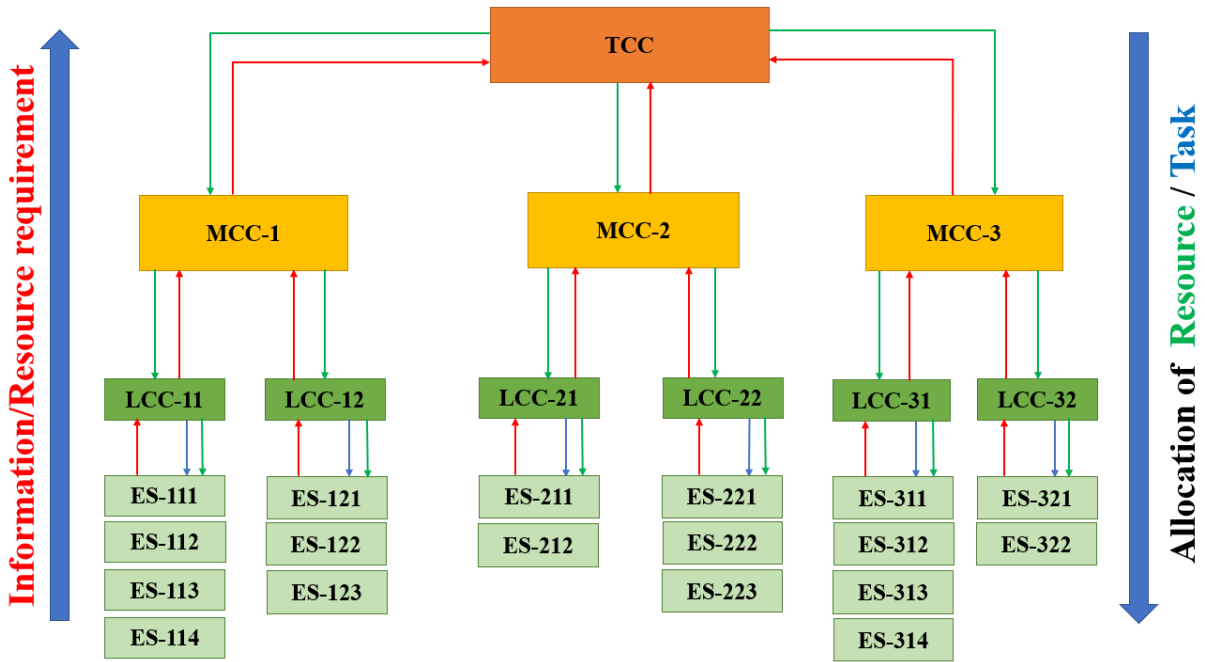 Information/Resource requirement
TCC
MCC-1
MCC-2
MCC-3
LCC-11
LCC-12
LCC-21
LCC-22
LCC-31
LCC-32
ES-111
ES-121
ES-211
ES-221
ES-311
ES-321
ES-112
ES-122
ES-212
ES-222
ES-312
ES-322
ES-113
ES-123
ES-223
ES-313
ES-114
ES-314
Allocation of Resource / Task